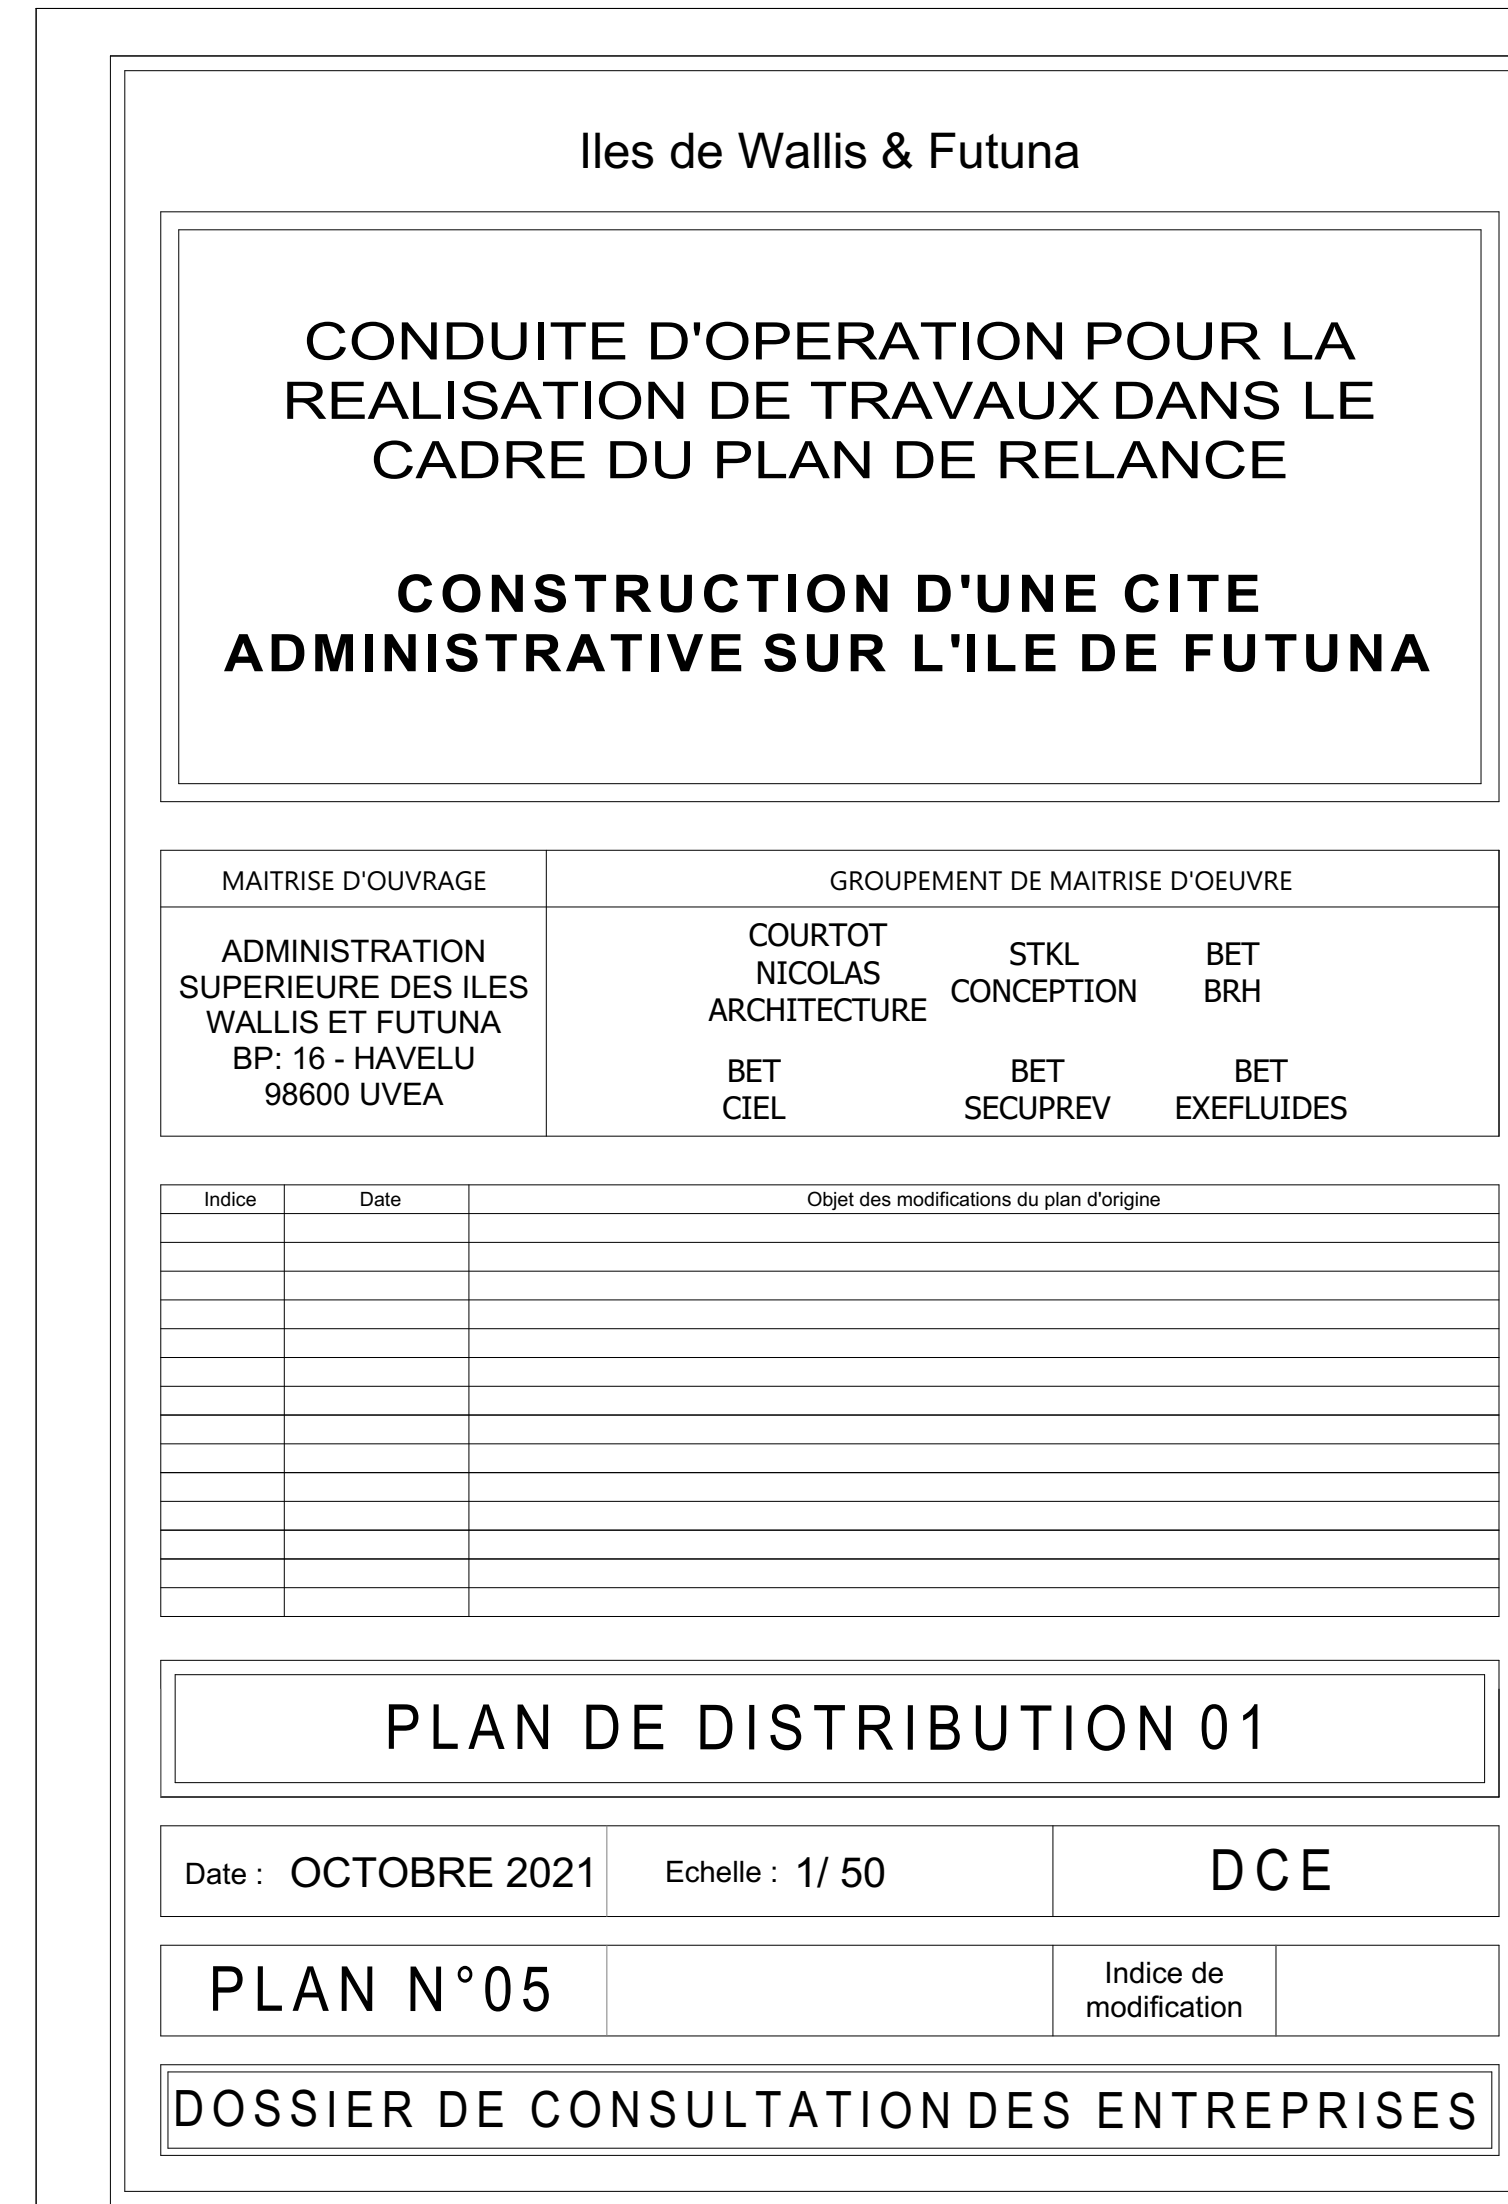 Iles de Wallis & Futuna
CONDUITE D'OPERATION POUR LA
REALISATION DE TRAVAUX DANS LE
CADRE DU PLAN DE RELANCE
CONSTRUCTION D'UNE CITE
ADMINISTRATIVE SUR L'ILE DE FUTUNA
MAITRISE D'OUVRAGE
ADMINISTRATION
SUPERIEURE DES ILES
WALLIS ET FUTUNA
BP: 16 - HAVELU
98600 UVEA
GROUPEMENT DE MAITRISE D'OEUVRE
COURTOT
NICOLAS
ARCHITECTURE
STKL
CONCEPTION
BET
BRH
BET
CIEL
BET
SECUPREV
BET
EXEFLUIDES
Indice Date Objet des modifications du plan d'origine
PLAN DE DISTRIBUTION 01
Date : OCTOBRE 2021 Echelle : 1/ 50 DCE
PLAN N°05
Indice de
modification
DOSSIER DE CONSULTATION DES ENTREPRISES